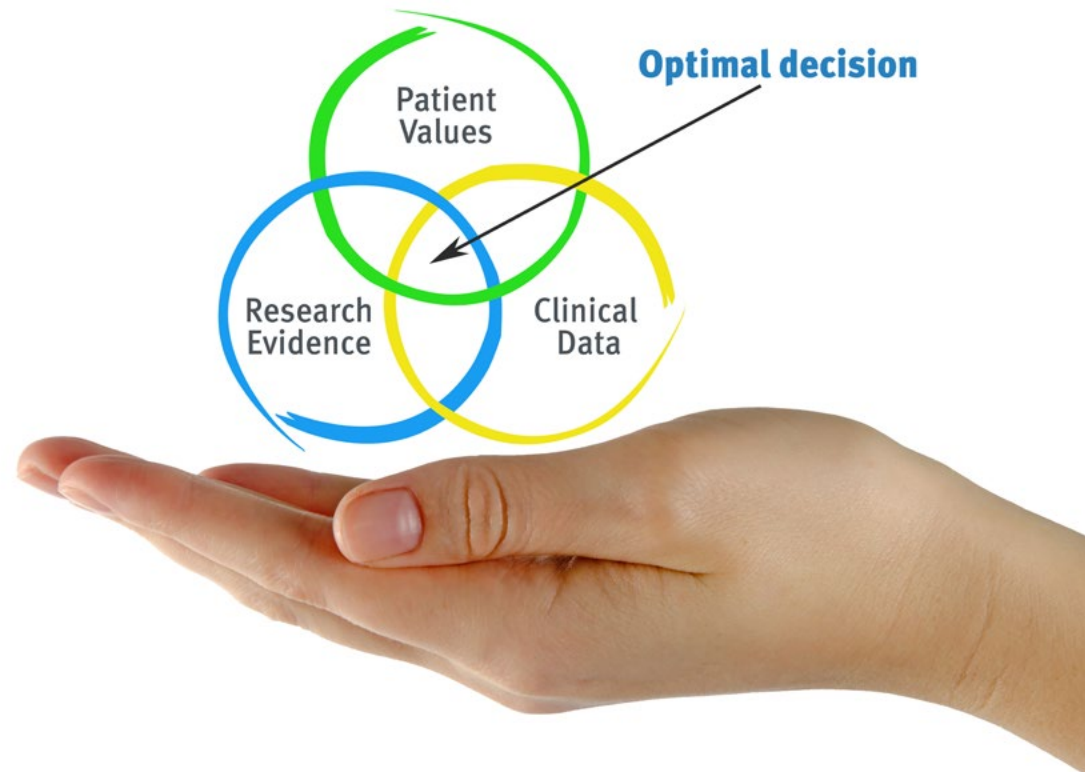 Optimal decision
Patient
Values
Research
Evidence
Clinical
Data